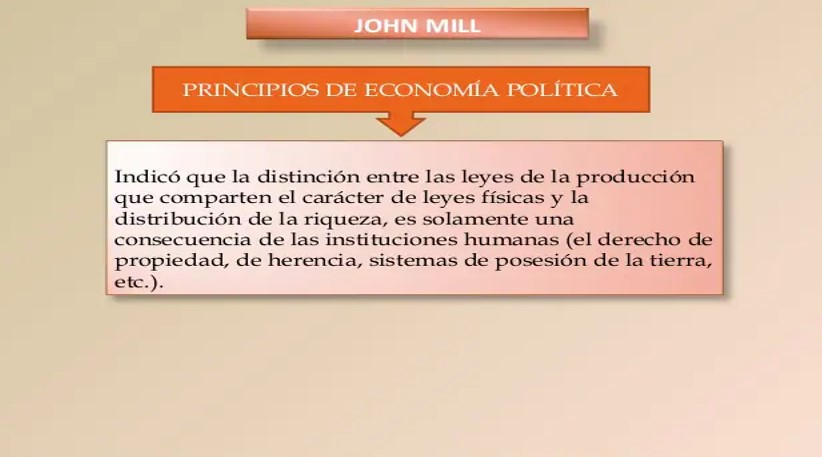 JOHN MILL
PRINCIPIOS DE ECONOMÍA POLÍTICA
Indicó que la distinción entre las leyes de la producción
que comparten el carácter de leyes físicas y la
distribución de la riqueza, es solamente una
consecuencia de las instituciones humanas (el derecho de
propiedad, de herencia, sistemas de posesión de la tierra,
etc.).